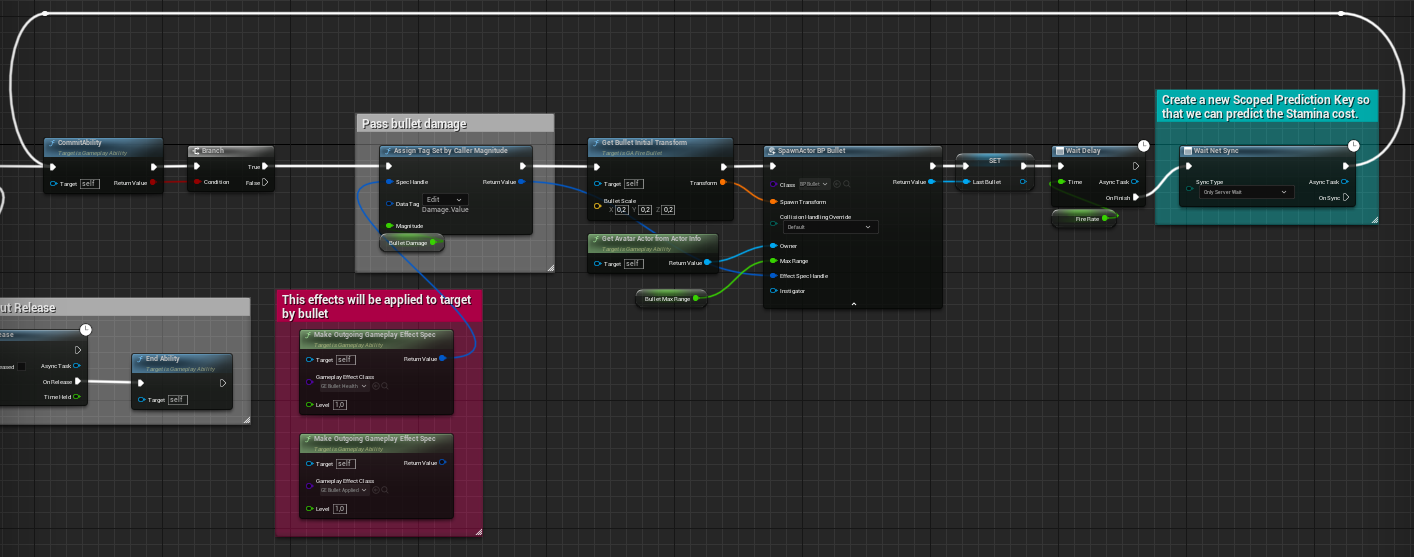 Create a new Scoped Prediction Key so
that we can predict the Stamina cost.
Pass bullet damage
CommitAbility
Target is Gameplay Ability
Target self
Return Value
Branch
True
Condition
False
Assign Tag Set by Caller Magnitude
Spec Handle
Return Value
Data Tag
Edit
Damage.Value
Magnitude
Bullet Damage
Get Bullet Initial Transform
Target is GA Fire Bullet
Target self
Transform
Bullet Scale
X 0,2 Y 0,2 Z 0,2
Get Avatar Actor from Actor Info
Target is Gameplay Ability
Target self
Return Value
Bullet Max Range
SpawnActor BP Bullet
Class BP Bullet
Return Value
Spawn Transform
Collision Handling Override
Default
Owner
Max Range
Effect Spec Handle
Instigator
SET
Last Bullet
Wait Delay
Time
Async Task
On Finish
Fire Rate
Wait Net Sync
Sync Type
Only Server Wait
Async Task
On Sync
ut Release
ease
Async Task
eased
On Release
Time Held
End Ability
Target is Gameplay Ability
Target self
This effects will be applied to target
by bullet
Make Outgoing Gameplay Effect Spec
Target is Gameplay Ability
Target self
Return Value
Gameplay Effect Class
GE Bullet Health
Level 1,0
Make Outgoing Gameplay Effect Spec
Target is Gameplay Ability
Target self
Return Value
Gameplay Effect Class
GE Bullet Applied
Level 1,0